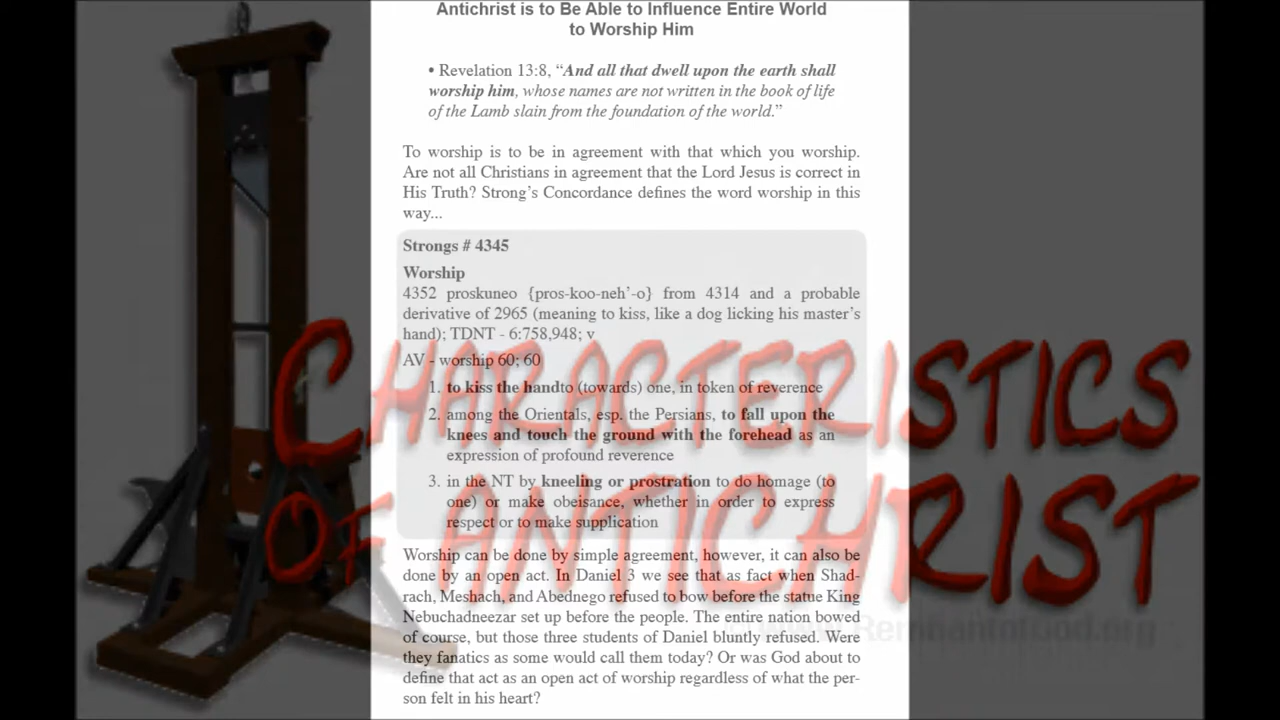 Antichrist is to Be Able to Influence Entire World
to Worship Him
• Revelation 13:8, “And all that dwell upon the earth shall
worship him, whose names are not written in the book of life
of the Lamb slain from the foundation of the world.”
To worship is to be in agreement with that which you worship.
Are not all Christians in agreement that the Lord Jesus is correct in
His Truth? Strong’s Concordance defines the word worship in this
way...
Strongs # 4345
Worship
4352 proskuneo {pros-koo-neh’-o} from 4314 and a probable
derivative of 2965 (meaning to kiss, like a dog licking his master’s
hand); TDNT - 6:758,948; v
AV - worship 60; 60
1. to kiss the handto (towards) one, in token of reverence
2. among the Orientals, esp. the Persians, to fall upon the
knees and touch the ground with the forehead as an
expression of profound reverence
3. in the NT by kneeling or prostration to do homage (to
one) or make obeisance, whether in order to express
respect or to make supplication
Worship can be done by simple agreement, however, it can also be
done by an open act. In Daniel 3 we see that as fact when Shad-
rach, Meshach, and Abednego refused to bow before the statue King
Nebuchadneezar set up before the people. The entire nation bowed
of course, but those three students of Daniel bluntly refused. Were
they fanatics as some would call them today? Or was God about to
define that act as an open act of worship regardless of what the per-
son felt in his heart?
CHARACTERISTICS
OF ANTICHRIST
RemnantofGod.org